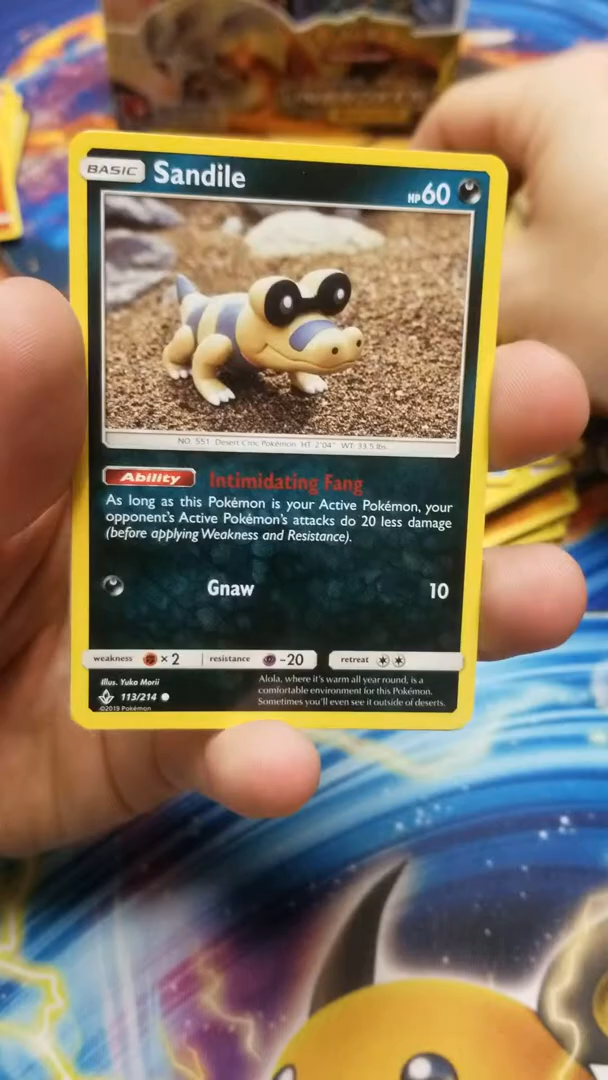 BASIC Sandile HP 60
NO. 551 Desert Croc Pokémon HT: 2'04" WT: 33.5 lbs.
Ability Intimidating Fang
As long as this Pokémon is your Active Pokémon, your
opponent's Active Pokémon's attacks do 20 less damage
(before applying Weakness and Resistance).
Gnaw 10
weakness ×2 resistance -20 retreat
Illus. Yuka Morii
113/214
©2019 Pokémon
Alola, where it's warm all year round, is a
comfortable environment for this Pokémon.
Sometimes you'll even see it outside of deserts.